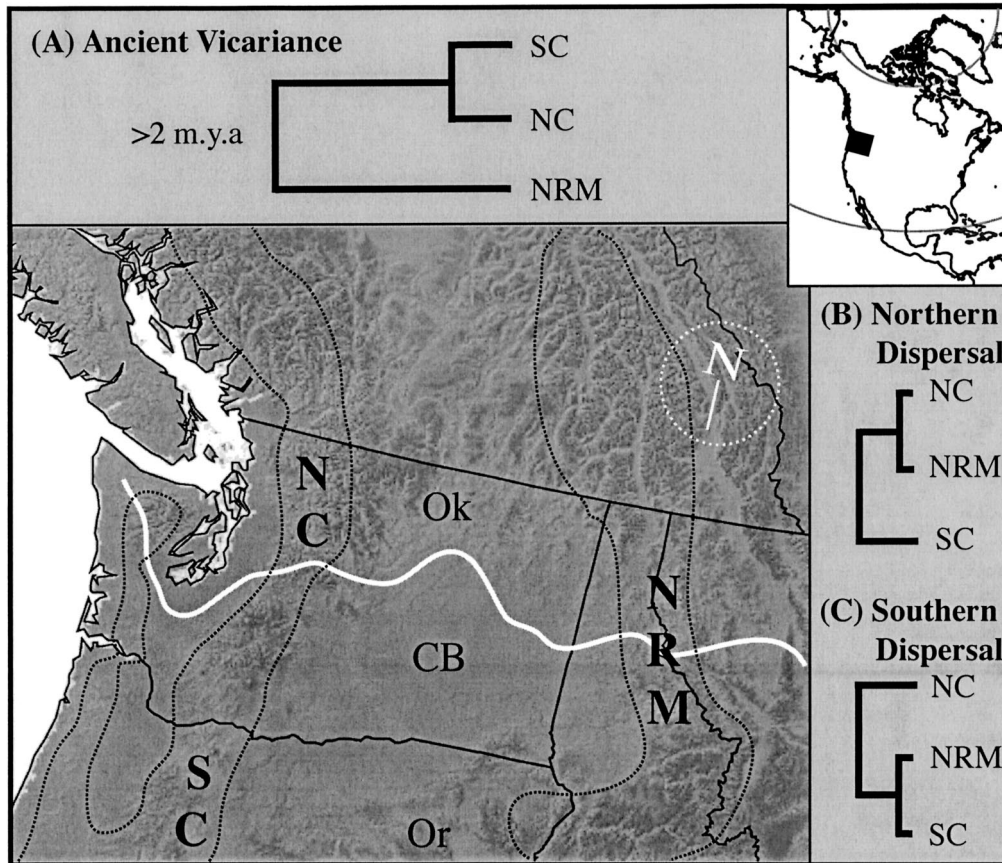 (A) Ancient Vicariance
SC
NC
>2 m.y.a
NRM
N
N
C
Ok
N
R
M
CB
S
C
Or
(B) Northern
Dispersal
NC
NRM
SC
(C) Southern
Dispersal
NC
NRM
SC